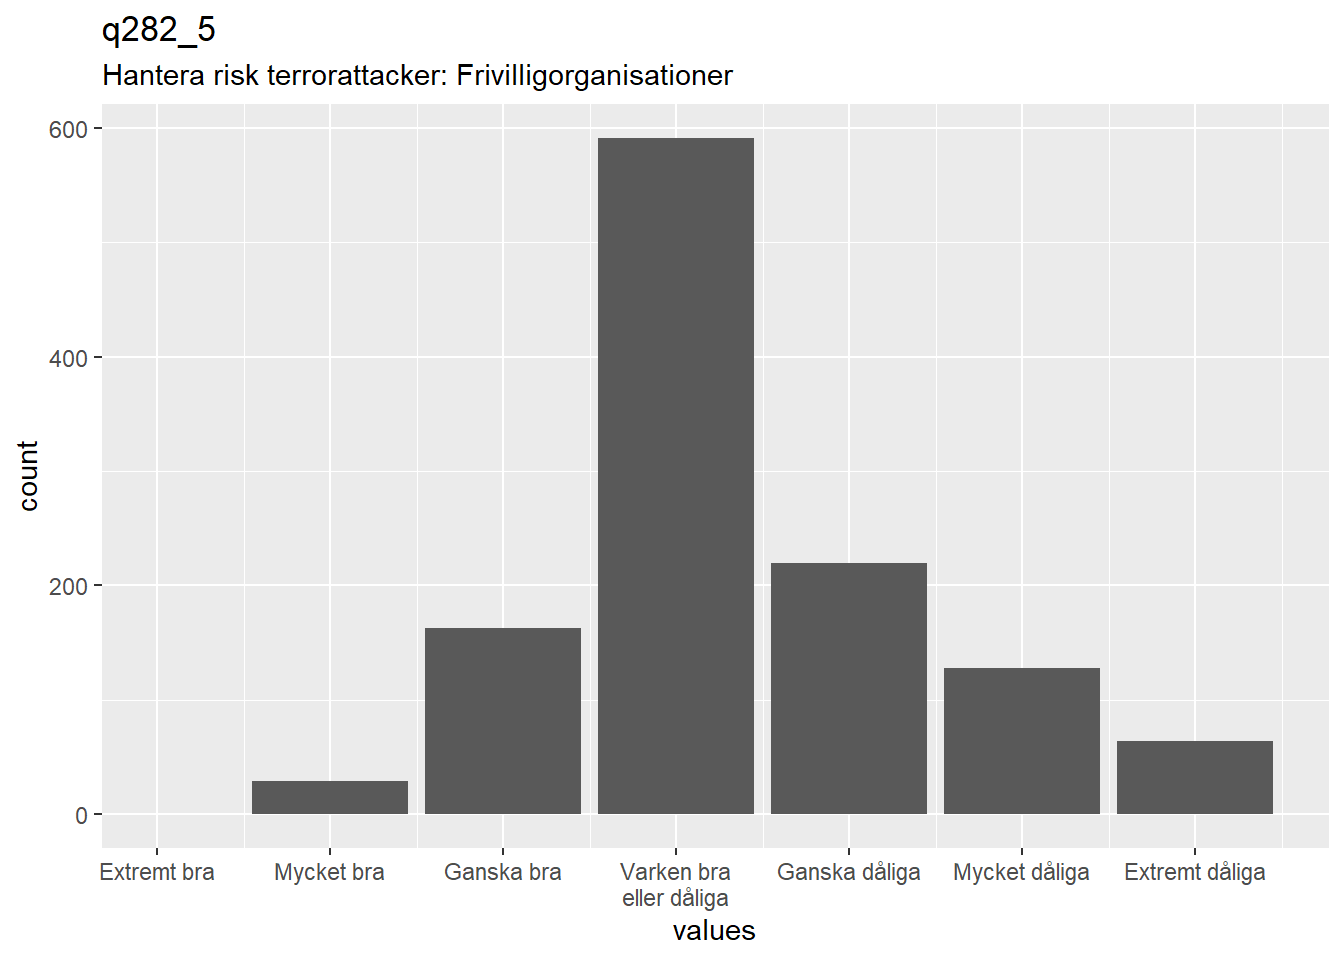 q282_5
Hantera risk terrorattacker: Frivilligorganisationer
600
400
200
0
count
Extremt bra
Mycket bra
Ganska bra
Varken bra
eller dåliga
Ganska dåliga
Mycket dåliga
Extremt dåliga
values